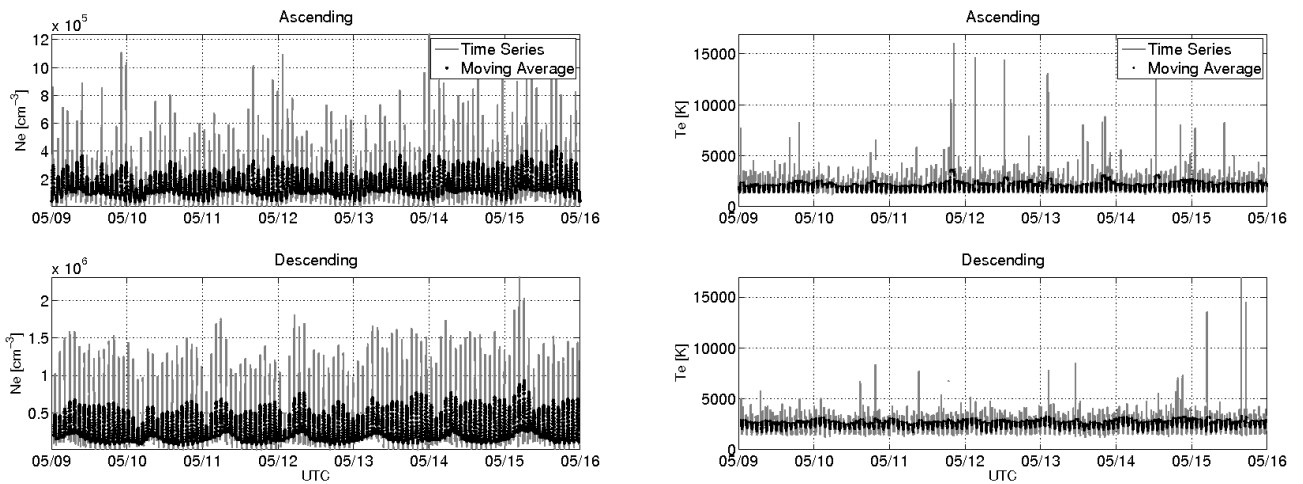 Ascending
x 10^5
12
10
8
6
4
2
Ne [cm^-3]
Time Series
Moving Average
05/09 05/10 05/11 05/12 05/13 05/14 05/15 05/16
Ascending
15000
10000
5000
0
Te [K]
Time Series
Moving Average
05/09 05/10 05/11 05/12 05/13 05/14 05/15 05/16
Descending
x 10^6
2
1.5
1
0.5
Ne [cm^-3]
05/09 05/10 05/11 05/12 05/13 05/14 05/15 05/16
UTC
Descending
15000
10000
5000
0
Te [K]
05/09 05/10 05/11 05/12 05/13 05/14 05/15 05/16
UTC